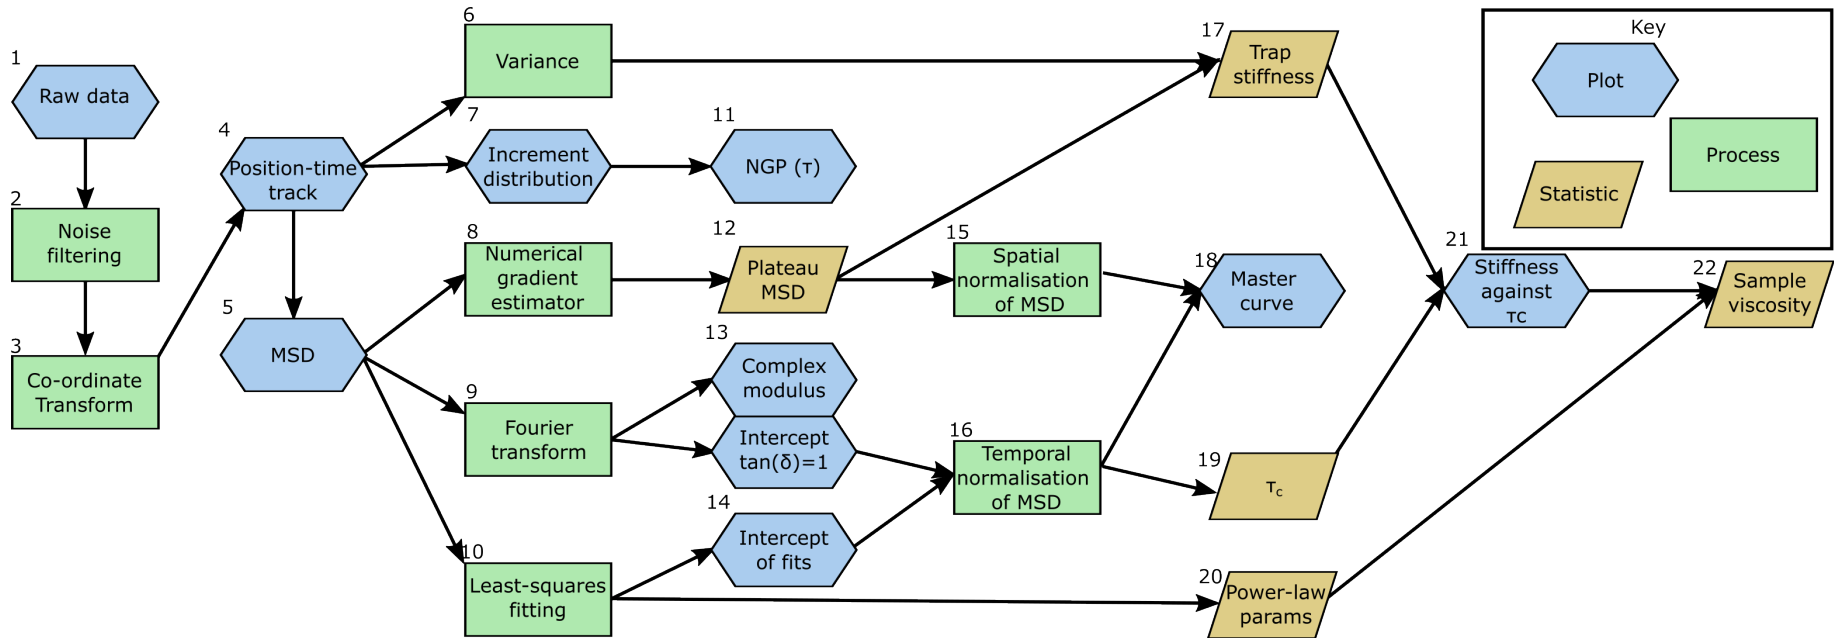 1
Raw data
2
Noise
filtering
3
Co-ordinate
Transform
4
Position-time
track
5
MSD
6
Variance
7
Increment
distribution
8
Numerical
gradient
estimator
9
Fourier
transform
10
Least-squares
fitting
11
NGP (τ)
12
Plateau
MSD
13
Complex
modulus
Intercept
tan(δ)=1
14
Intercept
of fits
15
Spatial
normalisation
of MSD
16
Temporal
normalisation
of MSD
17
Trap
stiffness
18
Master
curve
19
τc
20
Power-law
params
21
Stiffness
against
τc
22
Sample
viscosity
Key
Plot
Process
Statistic